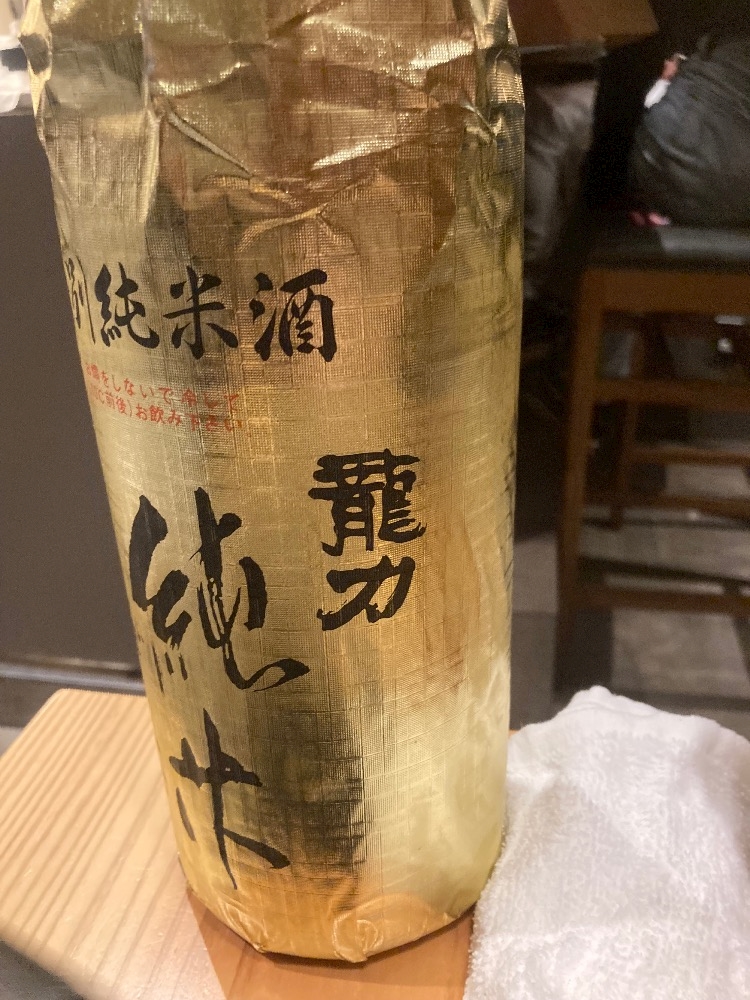 別純米酒
お燗をしないで冷して
℃前後)お飲み下さい
龍力
純米